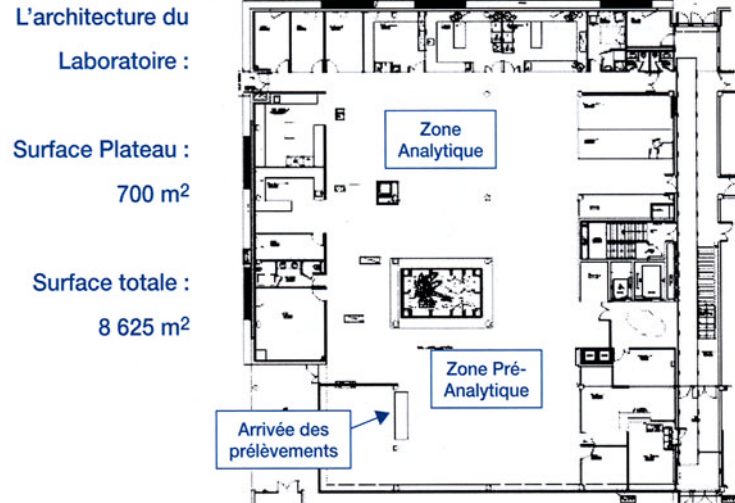 L'architecture du
Laboratoire :
Surface Plateau :
700 m²
Surface totale :
8 625 m²
Zone
Analytique
Zone Pré-
Analytique
Arrivée des
prélèvements